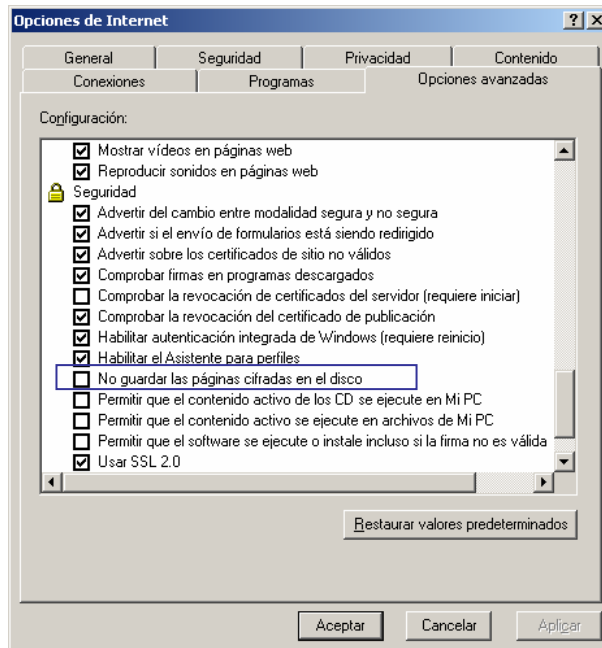 Opciones de Internet
General Seguridad Privacidad Contenido
Conexiones Programas Opciones avanzadas
Configuración:
Mostrar vídeos en páginas web
Reproducir sonidos en páginas web
Seguridad
Advertir del cambio entre modalidad segura y no segura
Advertir si el envío de formularios está siendo redirigido
Advertir sobre los certificados de sitio no válidos
Comprobar firmas en programas descargados
Comprobar la revocación de certificados del servidor (requiere iniciar)
Comprobar la revocación del certificado de publicación
Habilitar autenticación integrada de Windows (requiere reinicio)
Habilitar el Asistente para perfiles
No guardar las páginas cifradas en el disco
Permitir que el contenido activo de los CD se ejecute en Mi PC
Permitir que el contenido activo se ejecute en archivos de Mi PC
Permitir que el software se ejecute o instale incluso si la firma no es válida
Usar SSL 2.0
Restaurar valores predeterminados
Aceptar Cancelar Aplicar